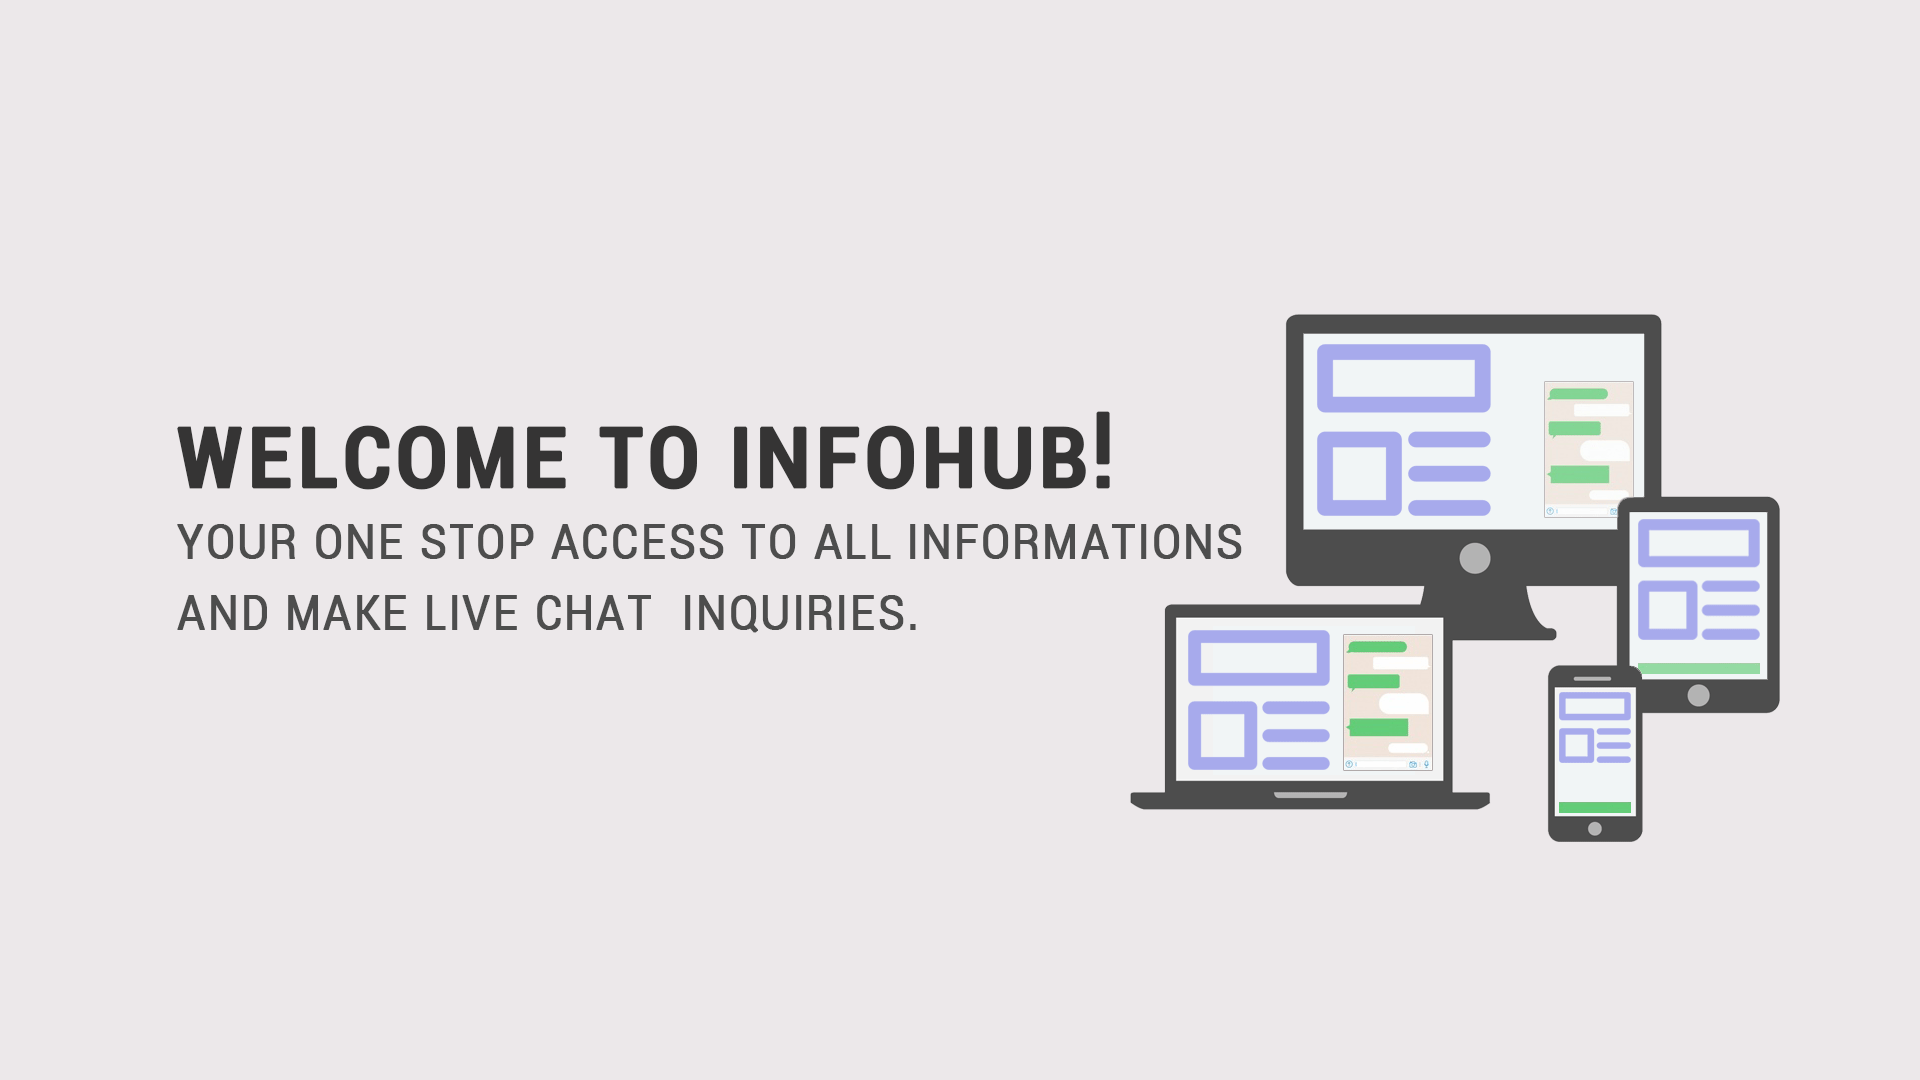 WELCOME TO INFOHUB!
YOUR ONE STOP ACCESS TO ALL INFORMATIONS
AND MAKE LIVE CHAT  INQUIRIES.